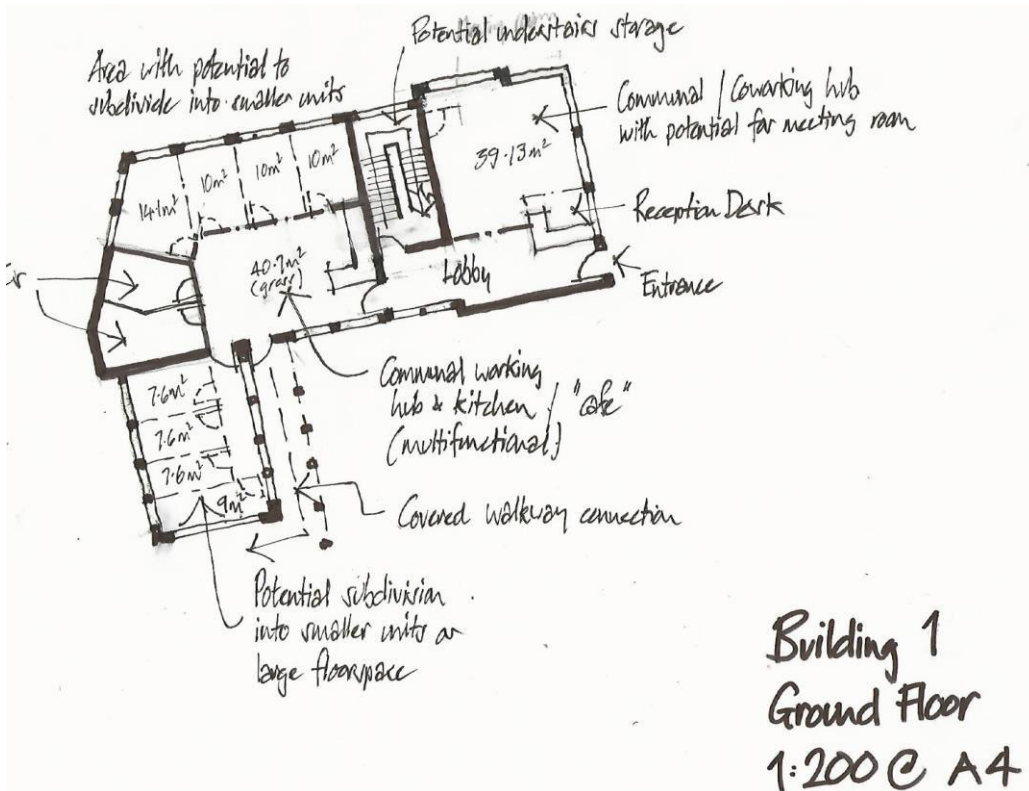 Potential understairs storage
Area with potential to
subdivide into smaller units
Communal / Coworking hub
with potential for meeting room
39.13m²
10m²
10m²
10m²
14.1m²
Reception Desk
40.7m²
Lobby
Entrance
Communal working
hub & kitchen / "cafe"
(multifunctional)
7.6m²
7.6m²
7.6m²
9m²
Covered walkway connection
Potential subdivision
into smaller units or
large floorspace
Building 1
Ground Floor
1:200 @ A4